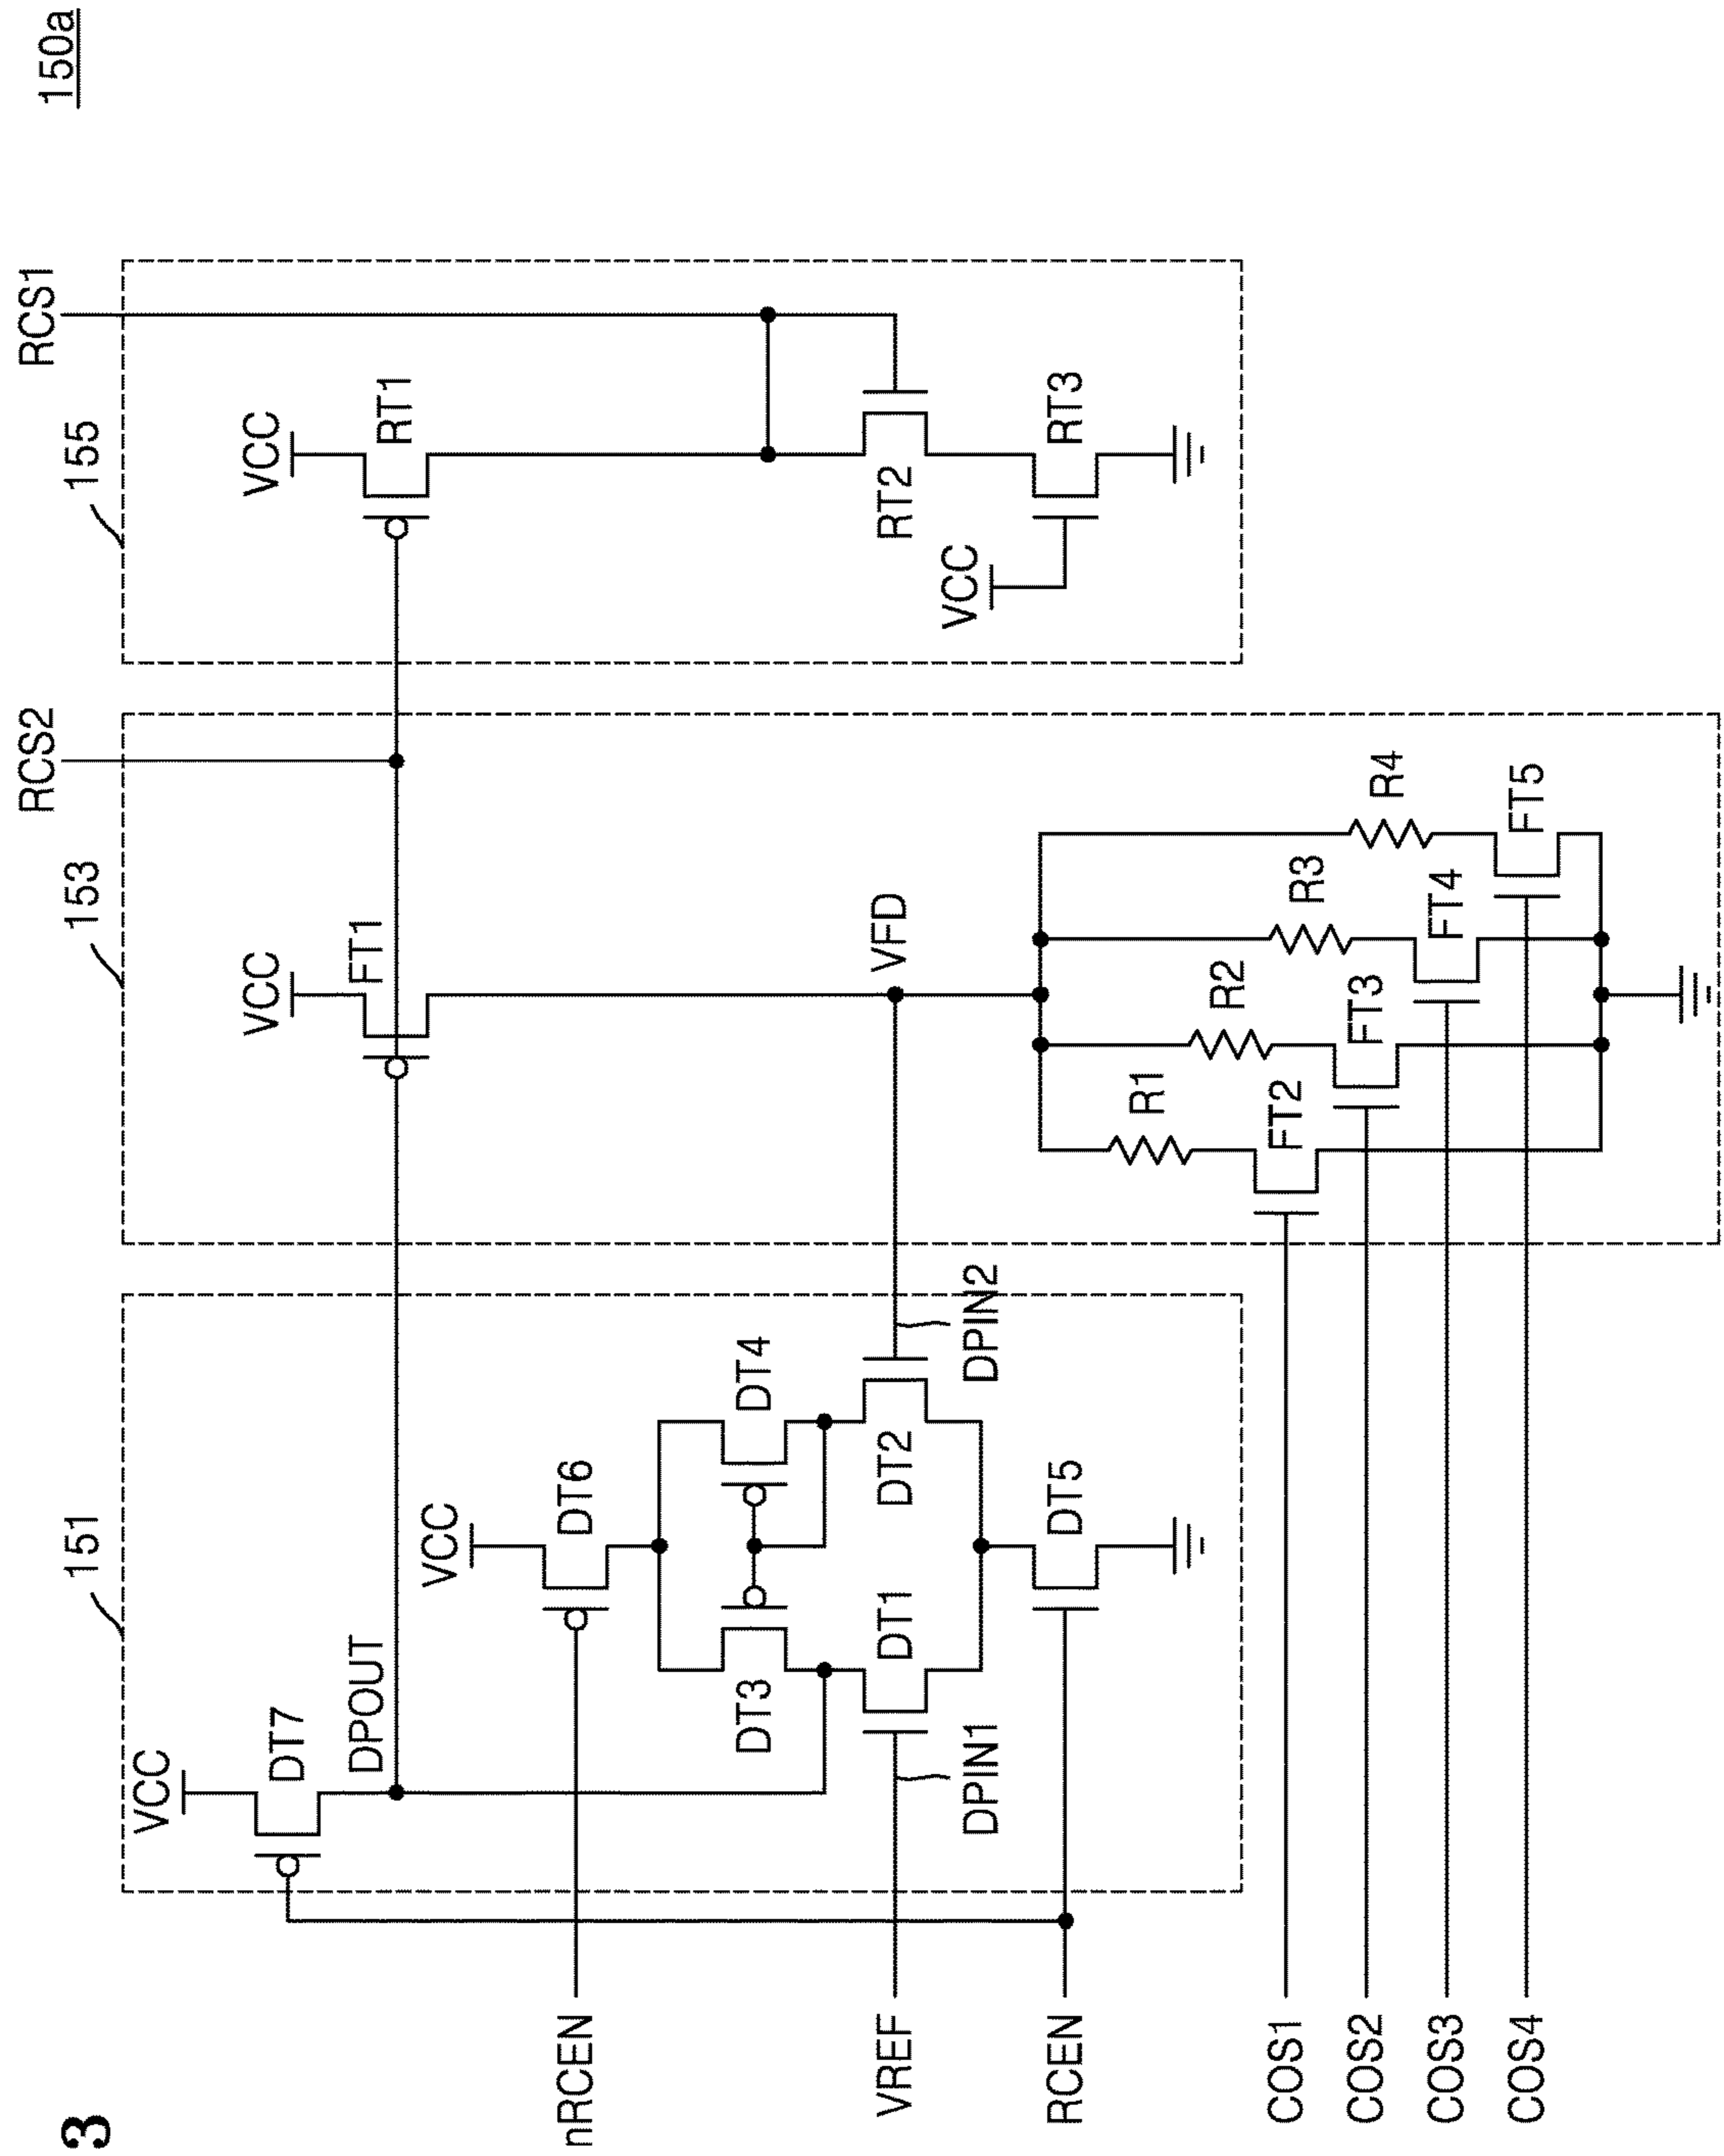 3
150a
151
153
155
RCS2
RCS1
VCC
DT7
DPOUT
VCC
DT6
DT3
DT4
DT1
DT2
DPIN1
DPIN2
DT5
VCC
FT1
VFD
R1
R2
R3
R4
FT2
FT3
FT4
FT5
VCC
RT1
RT2
VCC
RT3
nRCEN
VREF
RCEN
COS1
COS2
COS3
COS4